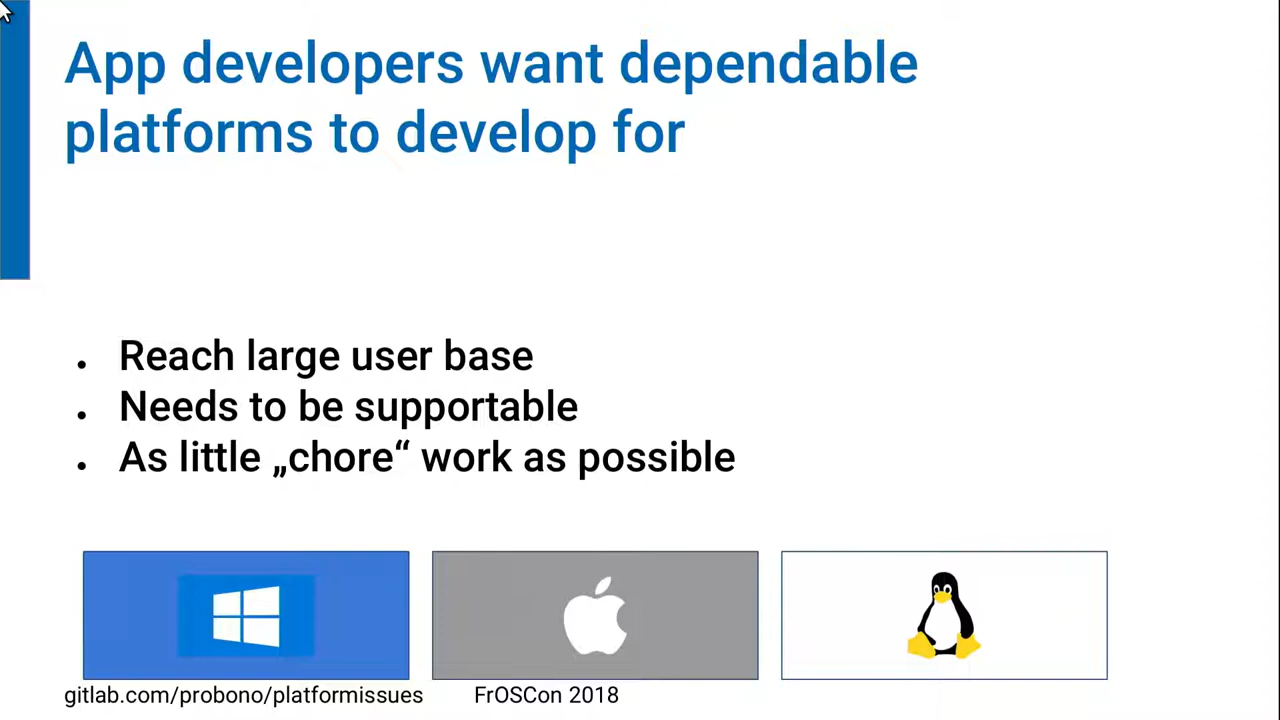 App developers want dependable
platforms to develop for
• Reach large user base
• Needs to be supportable
• As little „chore“ work as possible
gitlab.com/probono/platformissues FrOSCon 2018